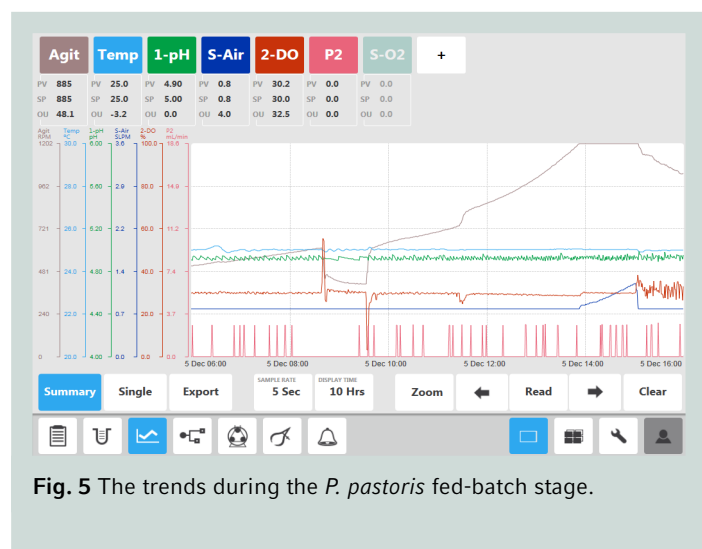 Agit Temp 1-pH S-Air 2-DO P2 S-O2 +
PV 885 PV 25.0 PV 4.90 PV 0.8 PV 30.2 PV 0.0 PV 0.0
SP 885 SP 25.0 SP 5.00 SP 0.8 SP 30.0 SP 0.0 SP 0.0
OU 48.1 OU -3.2 OU 0.0 OU 4.0 OU 32.5 OU 0.0 OU 0.0
Agit Temp 1-pH S-Air 2-DO P2
RPM ºC pH SLPM % mL/min
1202 30.0 6.00 3.6 100.0 18.6
962 28.0 5.60 2.9 80.0 14.9
721 26.0 5.20 2.2 60.0 11.2
481 24.0 4.80 1.4 40.0 7.4
240 22.0 4.40 0.7 20.0 3.7
0 20.0 4.00 0.0 0.0 0.0
5 Dec 06:00 5 Dec 08:00 5 Dec 10:00 5 Dec 12:00 5 Dec 14:00 5 Dec 16:00
Summary Single Export SAMPLE RATE 5 Sec DISPLAY TIME 10 Hrs Zoom Read Clear
Fig. 5 The trends during the P. pastoris fed-batch stage.